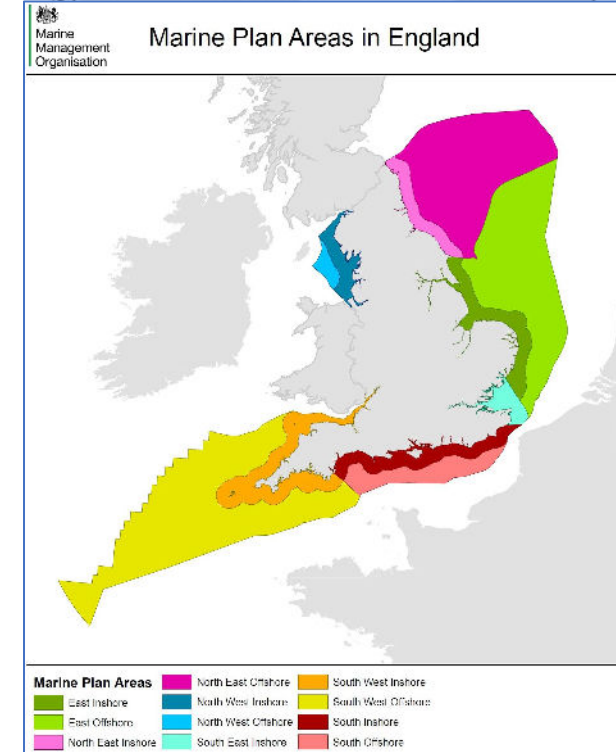 Marine
Management
Organisation
Marine Plan Areas in England
Marine Plan Areas
East Inshore
East Offshore
North East Inshore
North East Offshore
North West Inshore
North West Offshore
South East Inshore
South West Inshore
South West Offshore
South Inshore
South Offshore